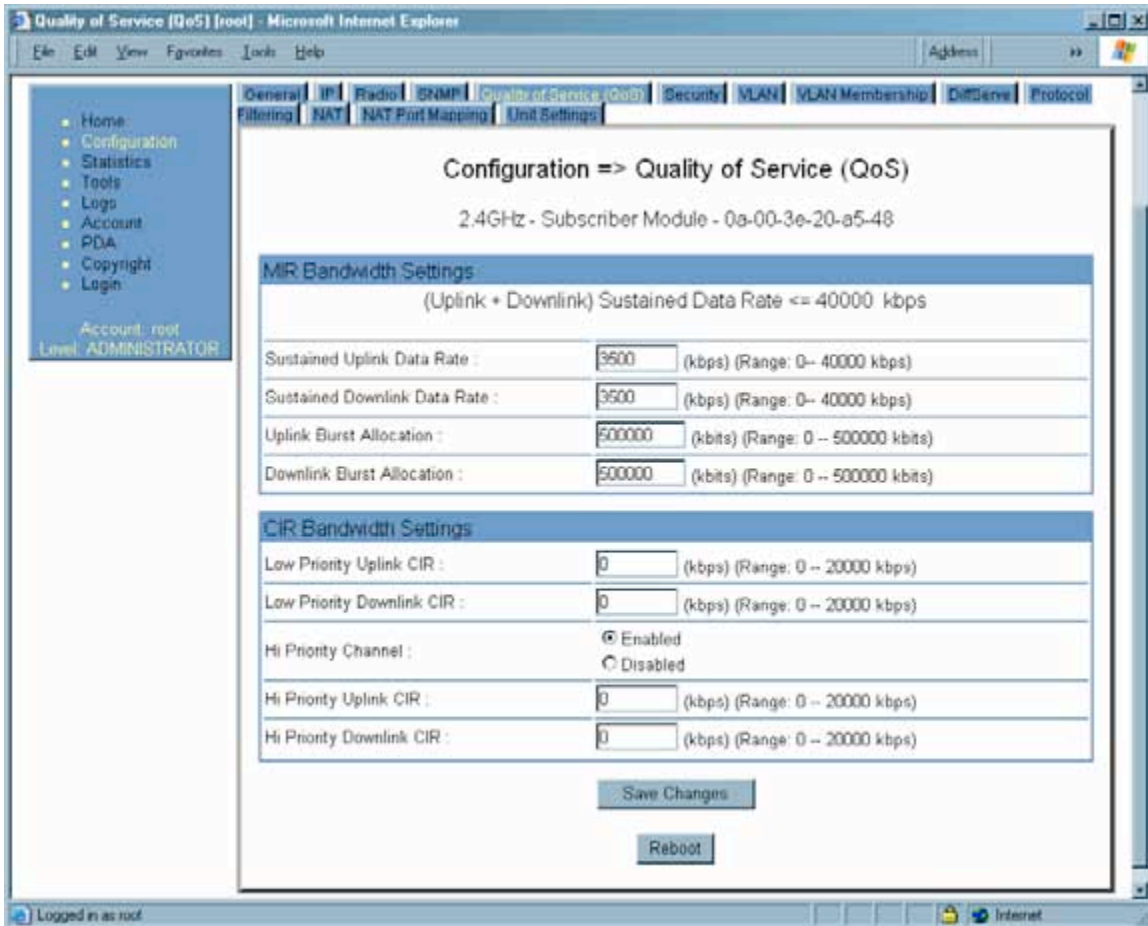 Quality of Service (QoS) [root] - Microsoft Internet Explorer
File Edit View Favorites Tools Help Address »
General IP Radio SNMP Quality of Service (QoS) Security VLAN VLAN Membership DiffServe Protocol
Filtering NAT NAT Port Mapping Unit Settings
Home
Configuration
Statistics
Tools
Logs
Account
PDA
Copyright
Login
Account: root
Level: ADMINISTRATOR
Configuration => Quality of Service (QoS)
2.4GHz - Subscriber Module - 0a-00-3e-20-a5-48
MIR Bandwidth Settings
(Uplink + Downlink) Sustained Data Rate <= 40000 kbps
Sustained Uplink Data Rate : 3500 (kbps) (Range: 0-- 40000 kbps)
Sustained Downlink Data Rate : 3500 (kbps) (Range: 0-- 40000 kbps)
Uplink Burst Allocation : 500000 (kbits) (Range: 0 -- 500000 kbits)
Downlink Burst Allocation : 500000 (kbits) (Range: 0 -- 500000 kbits)
CIR Bandwidth Settings
Low Priority Uplink CIR : 0 (kbps) (Range: 0 -- 20000 kbps)
Low Priority Downlink CIR : 0 (kbps) (Range: 0 -- 20000 kbps)
Hi Priority Channel :
Enabled
Disabled
Hi Priority Uplink CIR : 0 (kbps) (Range: 0 -- 20000 kbps)
Hi Priority Downlink CIR : 0 (kbps) (Range: 0 -- 20000 kbps)
Save Changes
Reboot
Logged in as root Internet